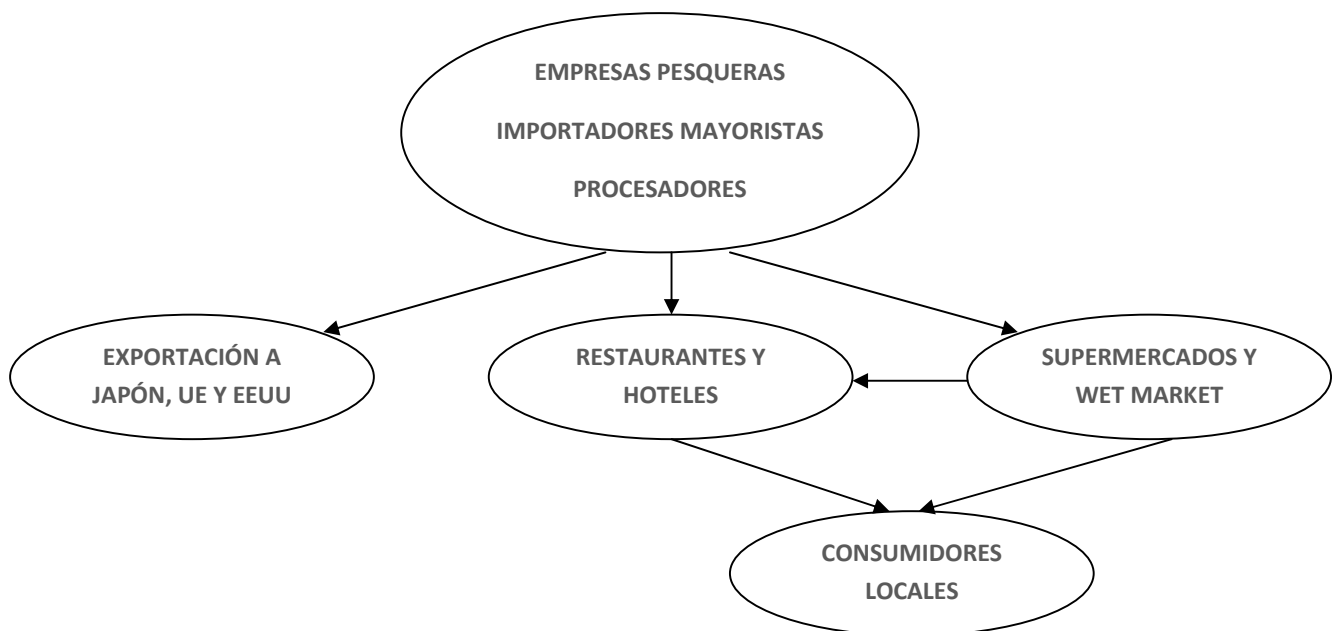 EMPRESAS PESQUERAS
IMPORTADORES MAYORISTAS
PROCESADORES
EXPORTACIÓN A
JAPÓN, UE Y EEUU
RESTAURANTES Y
HOTELES
SUPERMERCADOS Y
WET MARKET
CONSUMIDORES
LOCALES